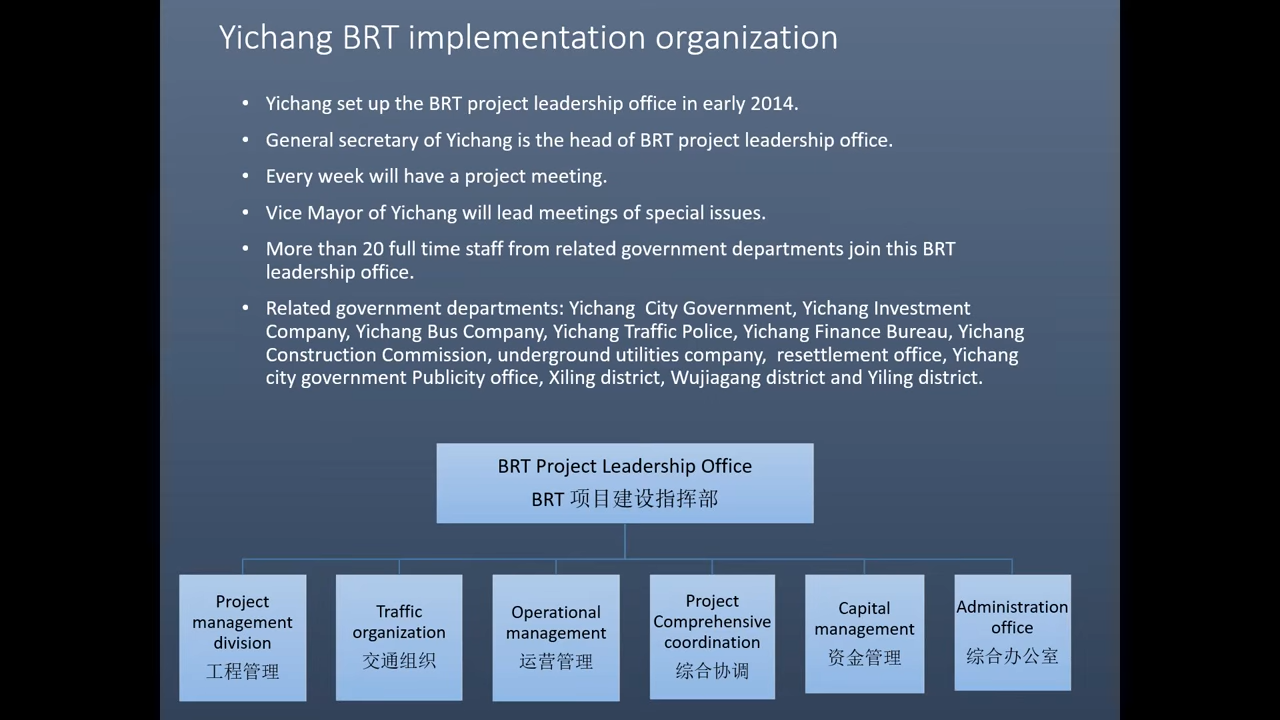 Yichang BRT implementation organization
• Yichang set up the BRT project leadership office in early 2014.
• General secretary of Yichang is the head of BRT project leadership office.
• Every week will have a project meeting.
• Vice Mayor of Yichang will lead meetings of special issues.
• More than 20 full time staff from related government departments join this BRT
leadership office.
• Related government departments: Yichang City Government, Yichang Investment
Company, Yichang Bus Company, Yichang Traffic Police, Yichang Finance Bureau, Yichang
Construction Commission, underground utilities company, resettlement office, Yichang
city government Publicity office, Xiling district, Wujiagang district and Yiling district.
BRT Project Leadership Office
BRT 项目建设指挥部
Project
management
division
工程管理
Traffic
organization
交通组织
Operational
management
运营管理
Project
Comprehensive
coordination
综合协调
Capital
management
资金管理
Administration
office
综合办公室